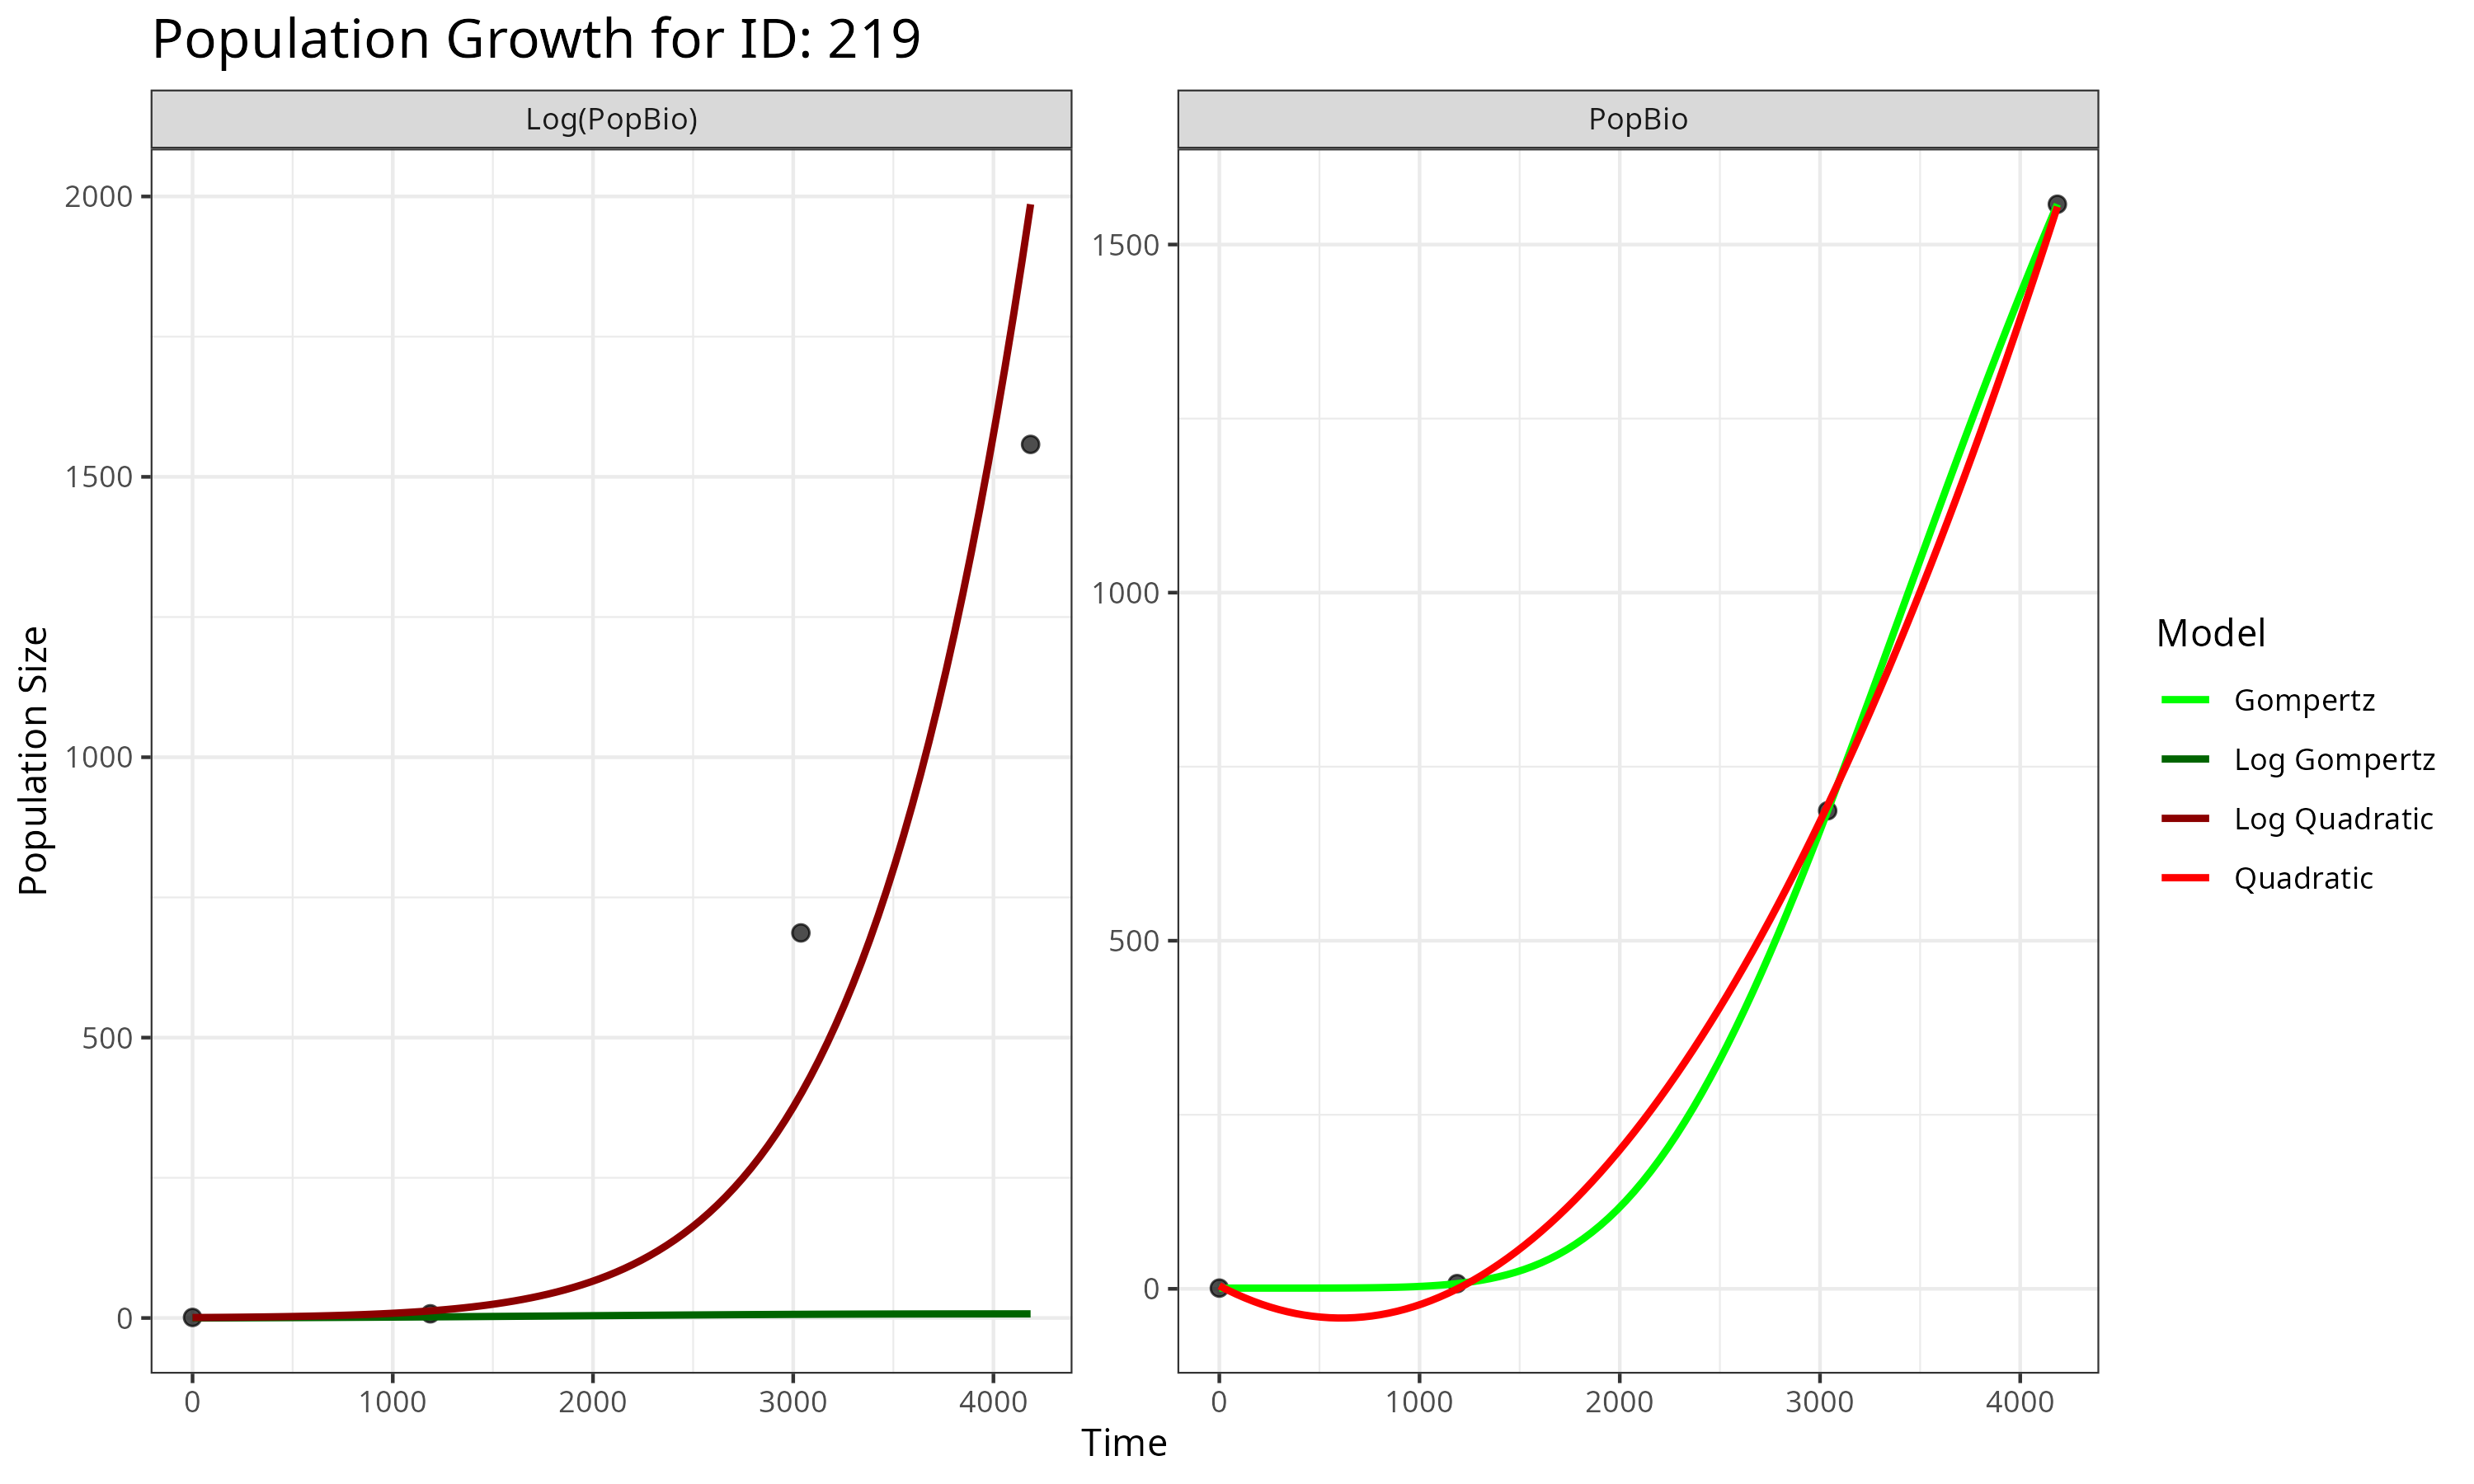 Population Growth for ID: 219
Log(PopBio)
PopBio
Population Size
2000
1500
1000
500
0
0 1000 2000 3000 4000
1500
1000
500
0
0 1000 2000 3000 4000
Time
Model
Gompertz
Log Gompertz
Log Quadratic
Quadratic